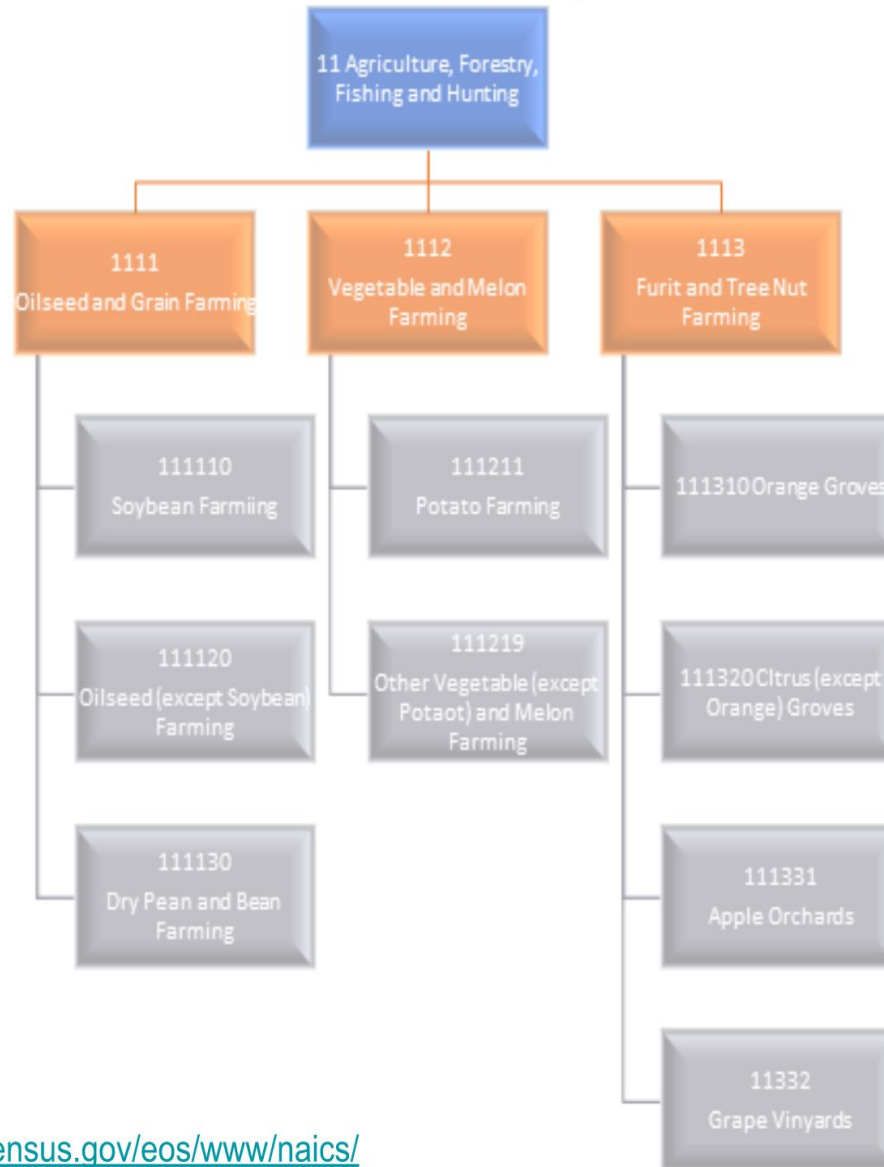 11 Agriculture, Forestry,
Fishing and Hunting
1111
Oilseed and Grain Farming
1112
Vegetable and Melon
Farming
1113
Furit and Tree Nut
Farming
111110
Soybean Farmiing
111120
Oilseed (except Soybean)
Farming
111130
Dry Pean and Bean
Farming
111211
Potato Farming
111219
Other Vegetable (except
Potaot) and Melon
Farming
111310 Orange Groves
111320 CItrus (except
Orange) Groves
111331
Apple Orchards
11332
Grape Vinyards
ensus.gov/eos/www/naics/